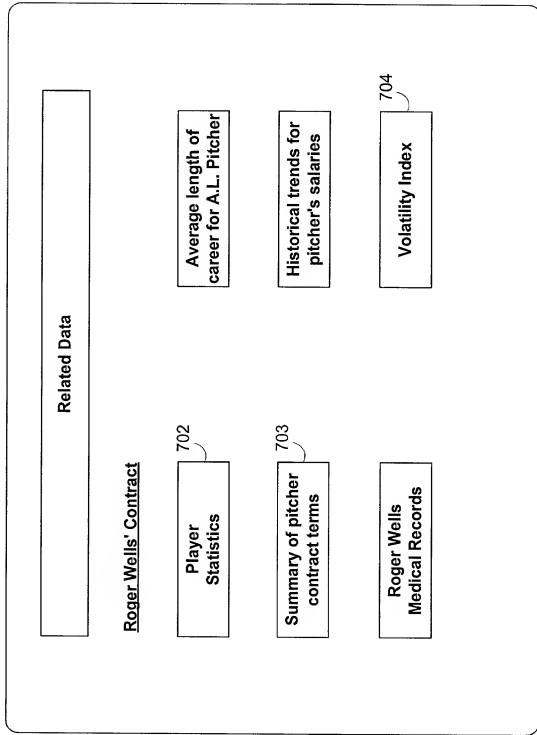 Related Data
Roger Wells' Contract
702
Player
Statistics
Average length of
career for A.L. Pitcher
703
Summary of pitcher
contract terms
Historical trends for
pitcher's salaries
Roger Wells
Medical Records
704
Volatility Index